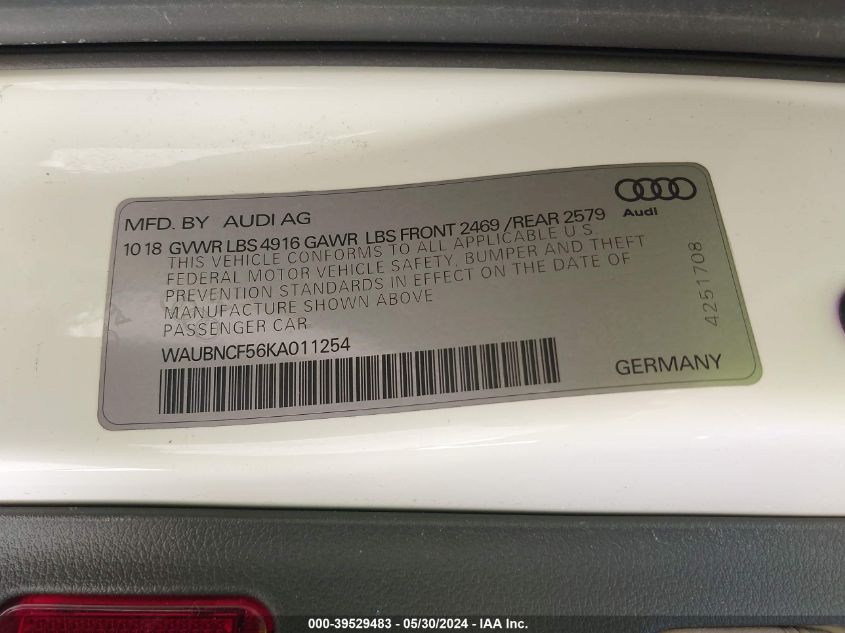 MFD. BY AUDI AG
Audi
10 18 GVWR LBS 4916 GAWR LBS FRONT 2469 /REAR 2579
THIS VEHICLE CONFORMS TO ALL APPLICABLE U.S.
FEDERAL MOTOR VEHICLE SAFETY, BUMPER AND THEFT
PREVENTION STANDARDS IN EFFECT ON THE DATE OF
MANUFACTURE SHOWN ABOVE
PASSENGER CAR
4251708
WAUBNCF56KA011254
GERMANY
000-39529483 - 05/30/2024 - IAA Inc.